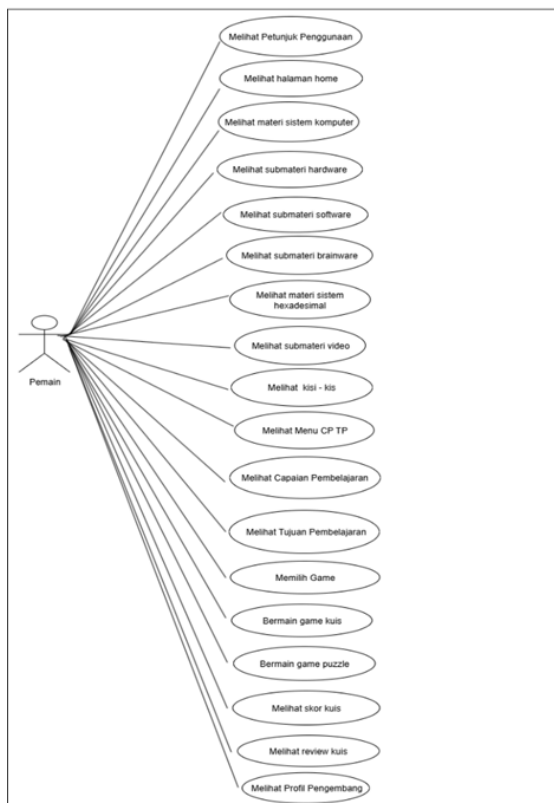 Melihat Petunjuk Penggunaan
Melihat halaman home
Melihat materi sistem komputer
Melihat submateri hardware
Melihat submateri software
Melihat submateri brainware
Melihat materi sistem
hexadesimal
Melihat submateri video
Melihat kisi - kis
Melihat Menu CP TP
Melihat Capaian Pembelajaran
Melihat Tujuan Pembelajaran
Memilih Game
Bermain game kuis
Bermain game puzzle
Melihat skor kuis
Melihat review kuis
Melihat Profil Pengembang
Pemain